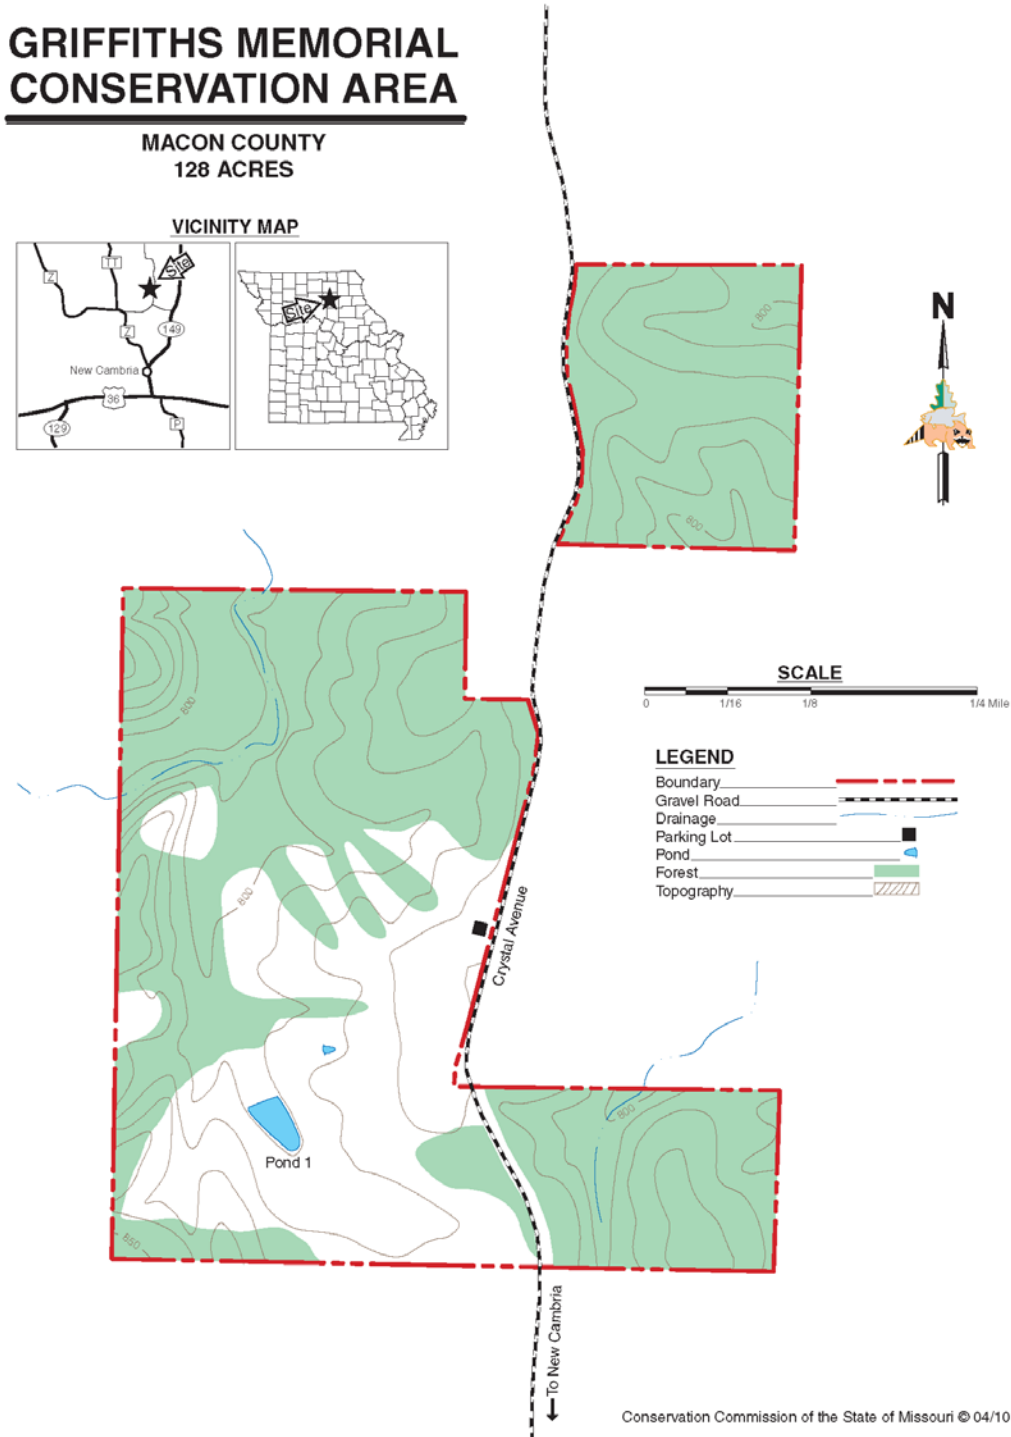 GRIFFITHS MEMORIAL
CONSERVATION AREA
MACON COUNTY
128 ACRES
VICINITY MAP
Z
TT
Site
Z
149
New Cambria
36
129
P
Site
N
800
800
800
800
800
850
SCALE
0 1/16 1/8 1/4 Mile
LEGEND
Boundary
Gravel Road
Drainage
Parking Lot
Pond
Forest
Topography
Crystal Avenue
Pond 1
To New Cambria
Conservation Commission of the State of Missouri © 04/10